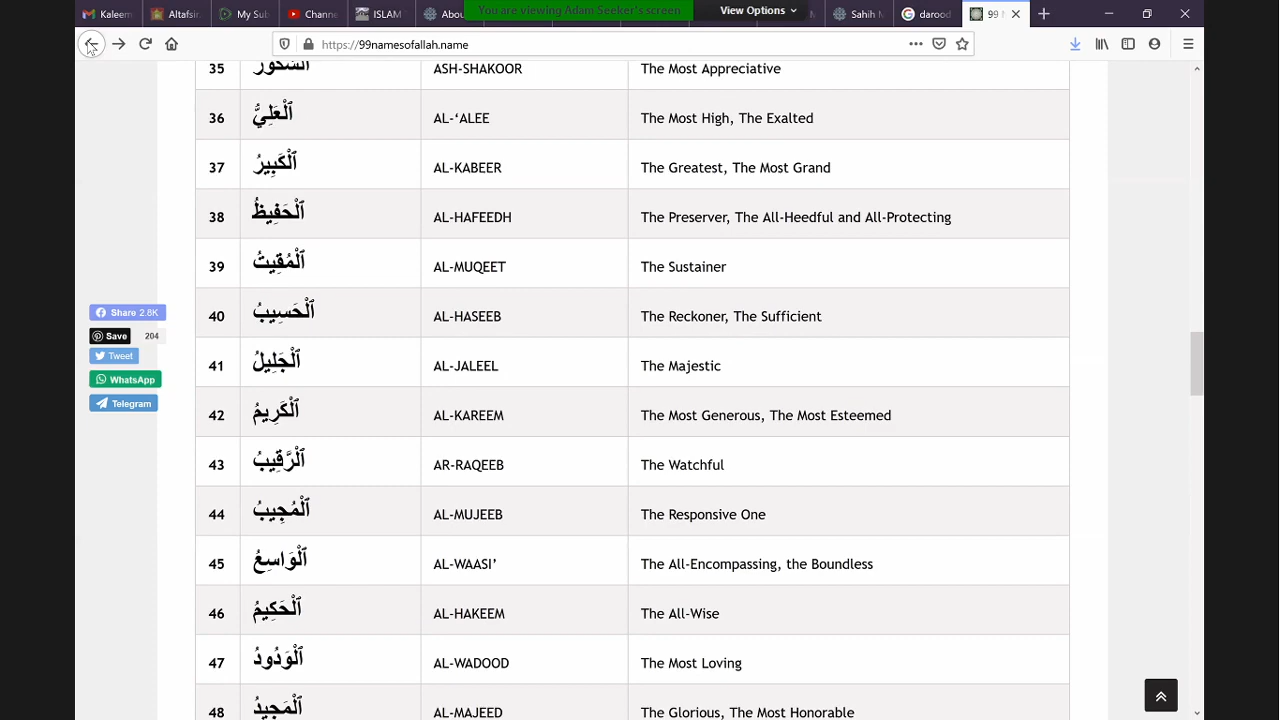 Kaleem
Altafsir.
My Sub
Channe
ISLAM
Abou
Sahih M
darood
99 N
You are viewing Adam Seeker's screen
View Options
https://99namesofallah.name
35 ٱلْشَّكُورُ ASH-SHAKOOR The Most Appreciative
36 ٱلْعَلِيُّ AL-‘ALEE The Most High, The Exalted
37 ٱلْكَبِيرُ AL-KABEER The Greatest, The Most Grand
38 ٱلْحَفِيظُ AL-HAFEEDH The Preserver, The All-Heedful and All-Protecting
39 ٱلْمُقِيتُ AL-MUQEET The Sustainer
40 ٱلْحَسِيبُ AL-HASEEB The Reckoner, The Sufficient
41 ٱلْجَلِيلُ AL-JALEEL The Majestic
42 ٱلْكَرِيمُ AL-KAREEM The Most Generous, The Most Esteemed
43 ٱلْرَّقِيبُ AR-RAQEEB The Watchful
44 ٱلْمُجِيبُ AL-MUJEEB The Responsive One
45 ٱلْوَاسِعُ AL-WAASI’ The All-Encompassing, the Boundless
46 ٱلْحَكِيمُ AL-HAKEEM The All-Wise
47 ٱلْوَدُودُ AL-WADOOD The Most Loving
48 ٱلْمَجِيدُ AL-MAJEED The Glorious, The Most Honorable
Share 2.6K
Save 204
Tweet
WhatsApp
Telegram